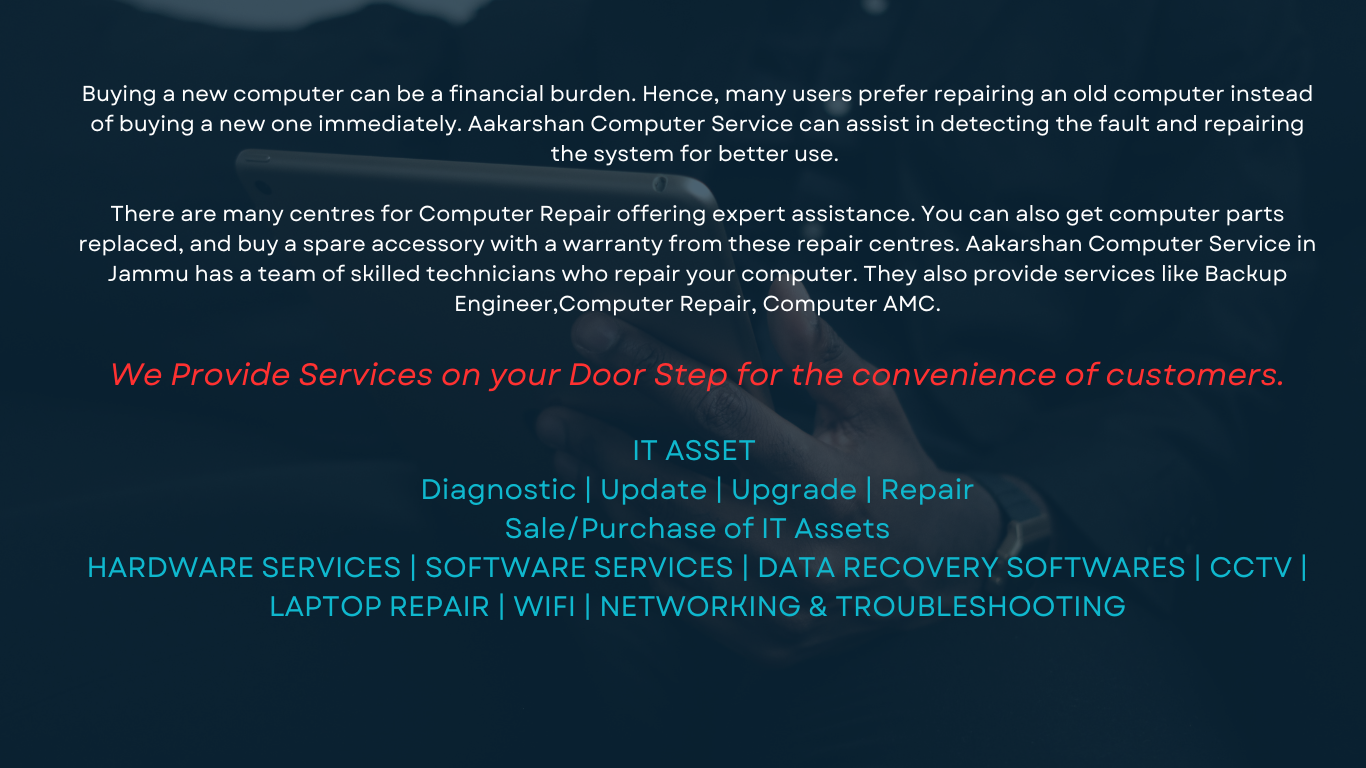 Buying a new computer can be a financial burden. Hence, many users prefer repairing an old computer instead
of buying a new one immediately. Aakarshan Computer Service can assist in detecting the fault and repairing
the system for better use.
There are many centres for Computer Repair offering expert assistance. You can also get computer parts
replaced, and buy a spare accessory with a warranty from these repair centres. Aakarshan Computer Service in
Jammu has a team of skilled technicians who repair your computer. They also provide services like Backup
Engineer,Computer Repair, Computer AMC.
We Provide Services on your Door Step for the convenience of customers.
IT ASSET
Diagnostic | Update | Upgrade | Repair
Sale/Purchase of IT Assets
HARDWARE SERVICES | SOFTWARE SERVICES | DATA RECOVERY SOFTWARES | CCTV |
LAPTOP REPAIR | WIFI | NETWORKING & TROUBLESHOOTING